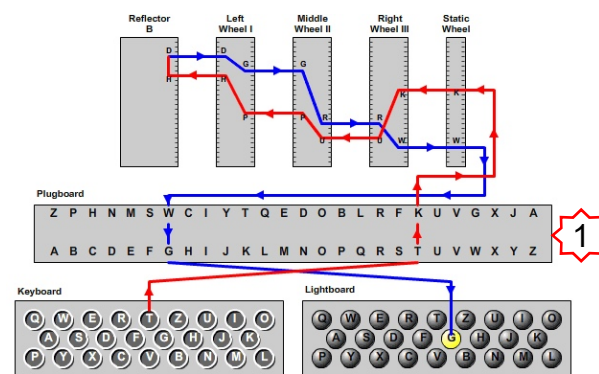 Reflector B
Left Wheel I
Middle Wheel II
Right Wheel III
Static Wheel
D D
G G
H H
P P
R R
U U
K K
W W
Plugboard
Z P H N M S W C I Y T Q E D O B L R F K U V G X J A
A B C D E F G H I J K L M N O P Q R S T U V W X Y Z
1
Keyboard
Q W E R T Z U I O
A S D F G H J K
P Y X C V B N M L
Lightboard
Q W E R T Z U I O
A S D F G H J K
P Y X C V B N M L